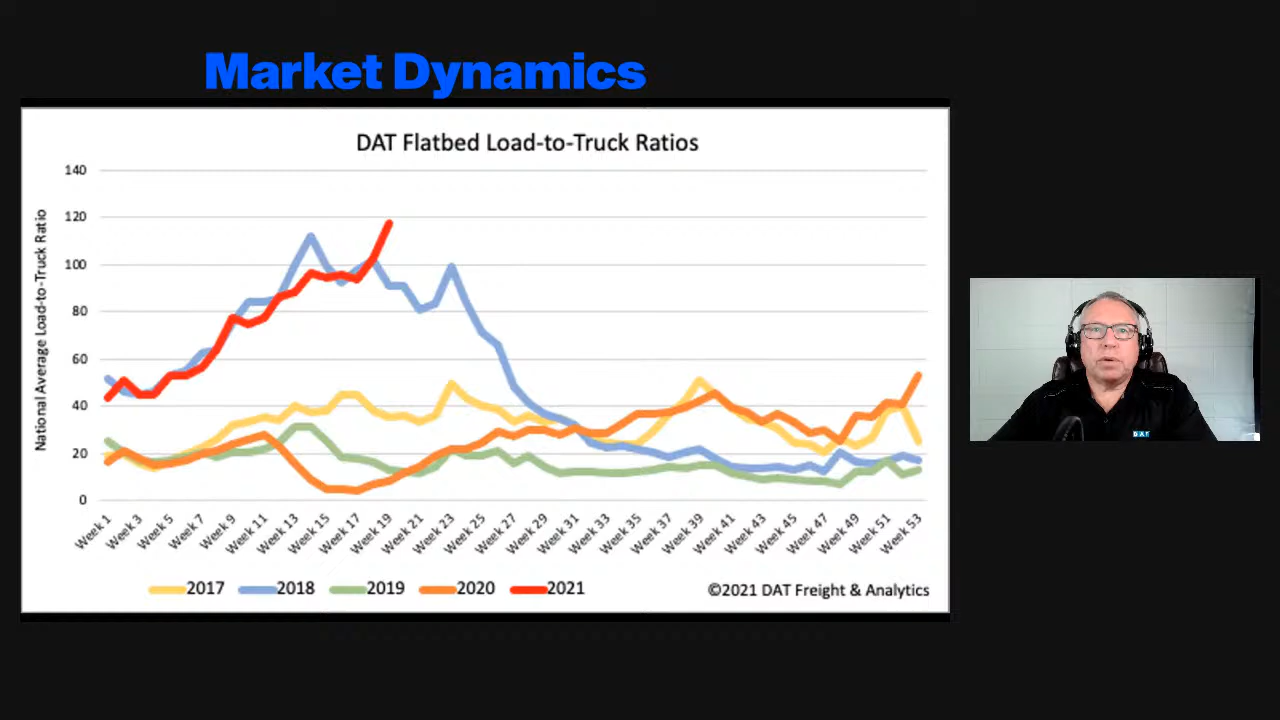 Market Dynamics
DAT Flatbed Load-to-Truck Ratios
National Average Load-to-Truck Ratio
140
120
100
80
60
40
20
0
Week 1
Week 3
Week 5
Week 7
Week 9
Week 11
Week 13
Week 15
Week 17
Week 19
Week 21
Week 23
Week 25
Week 27
Week 29
Week 31
Week 33
Week 35
Week 37
Week 39
Week 41
Week 43
Week 45
Week 47
Week 49
Week 51
Week 53
2017 2018 2019 2020 2021
©2021 DAT Freight & Analytics
DAT